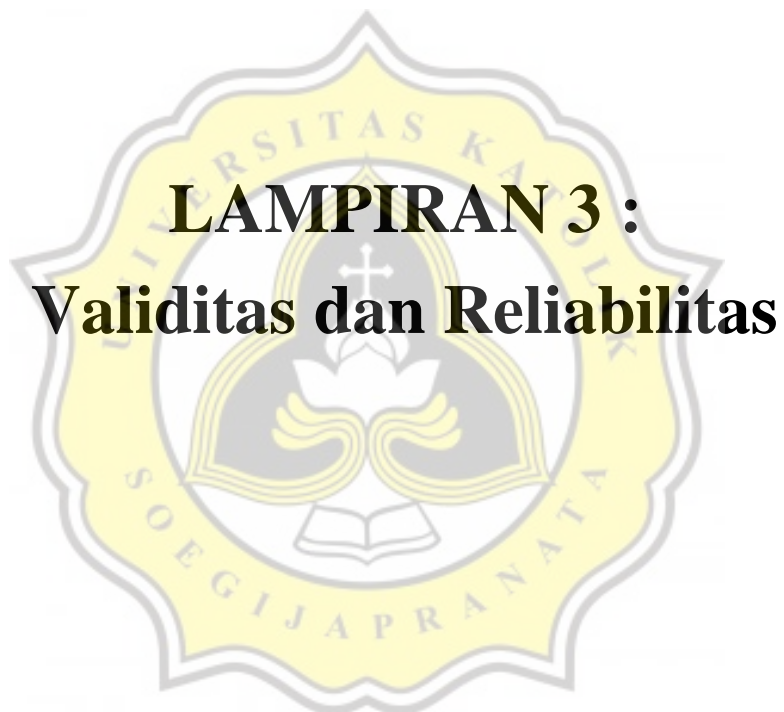 LAMPIRAN 3 :
Validitas dan Reliabilitas
UNIVERSITAS KATOLIK
SOEGIJAPRANATA